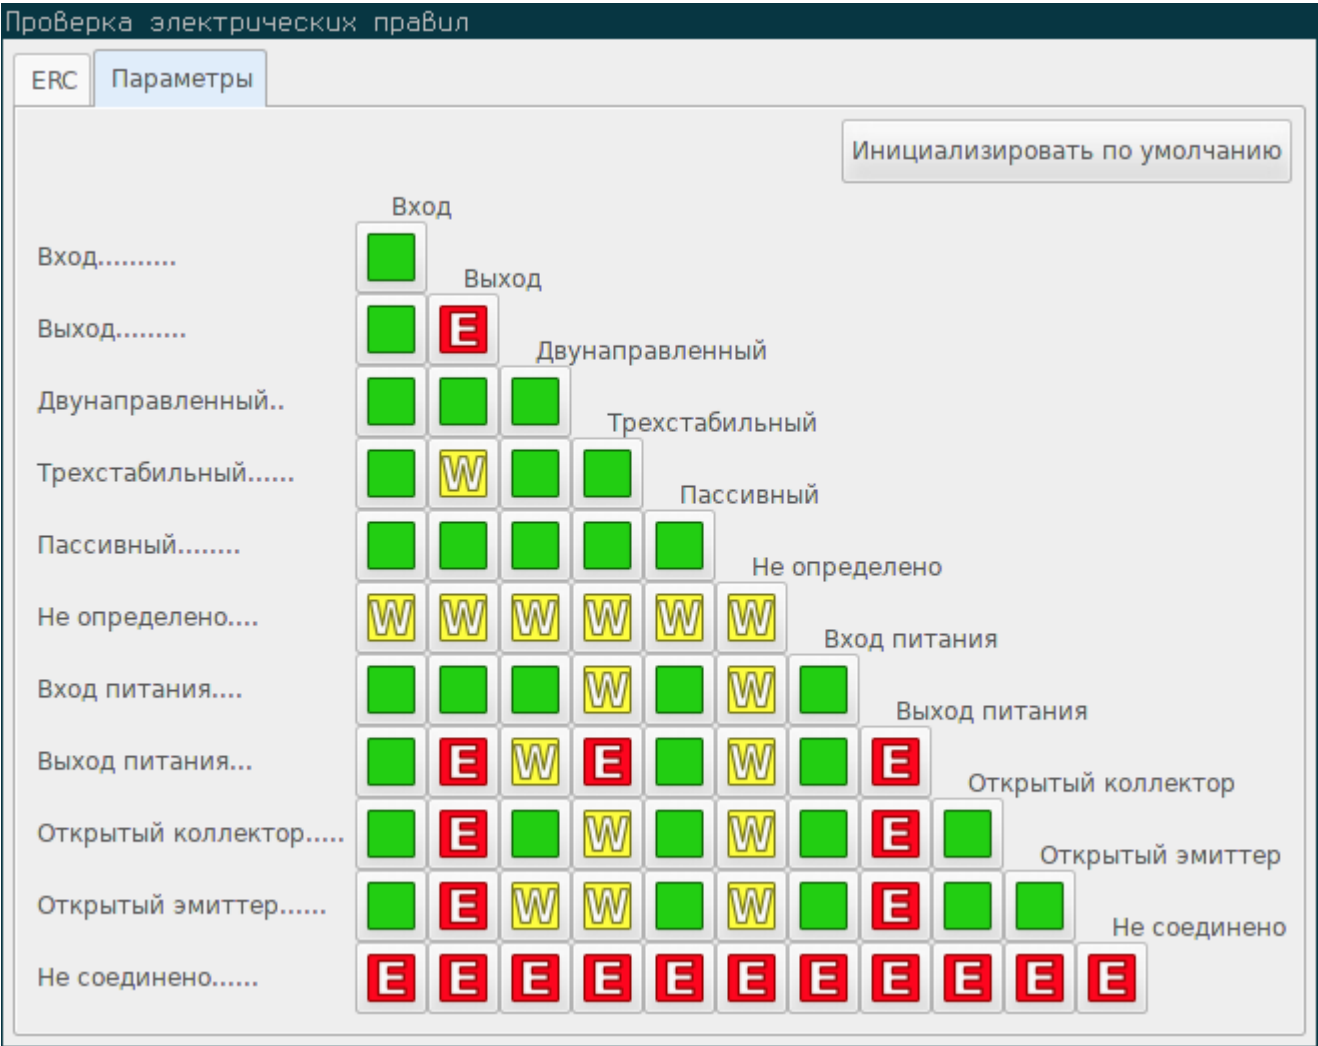 Проверка электрических правил
ERC Параметры
Инициализировать по умолчанию
Вход
Вход..........
Выход
Выход.........
E
Двунаправленный
Двунаправленный..
Трехстабильный
Трехстабильный......
W
Пассивный
Пассивный........
Не определено
Не определено....
W W W W W W
Вход питания
Вход питания....
W W
Выход питания
Выход питания...
E W E W E
Открытый коллектор
Открытый коллектор.....
E W W E
Открытый эмиттер
Открытый эмиттер......
E W W W E
Не соединено
Не соединено......
E E E E E E E E E E E